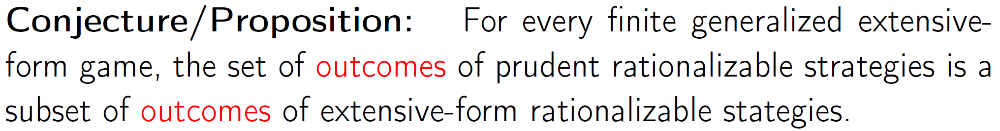 Conjecture/Proposition: For every finite generalized extensive-
form game, the set of outcomes of prudent rationalizable strategies is a
subset of outcomes of extensive-form rationalizable stategies.